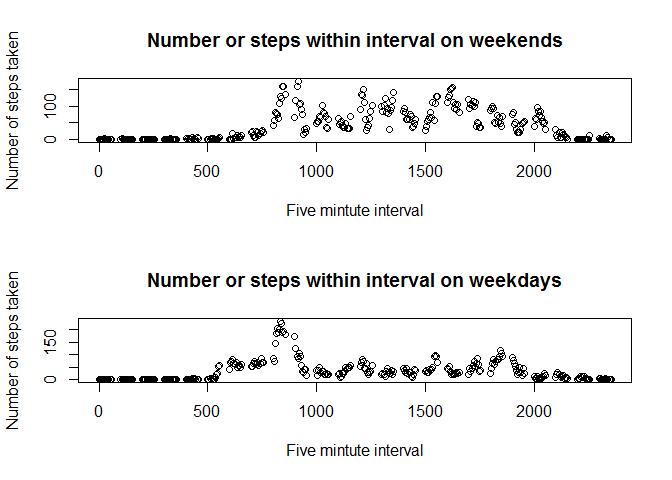 Number or steps within interval on weekends
Number of steps taken
100
0
0 500 1000 1500 2000
Five mintute interval
Number or steps within interval on weekdays
Number of steps taken
150
0
0 500 1000 1500 2000
Five mintute interval